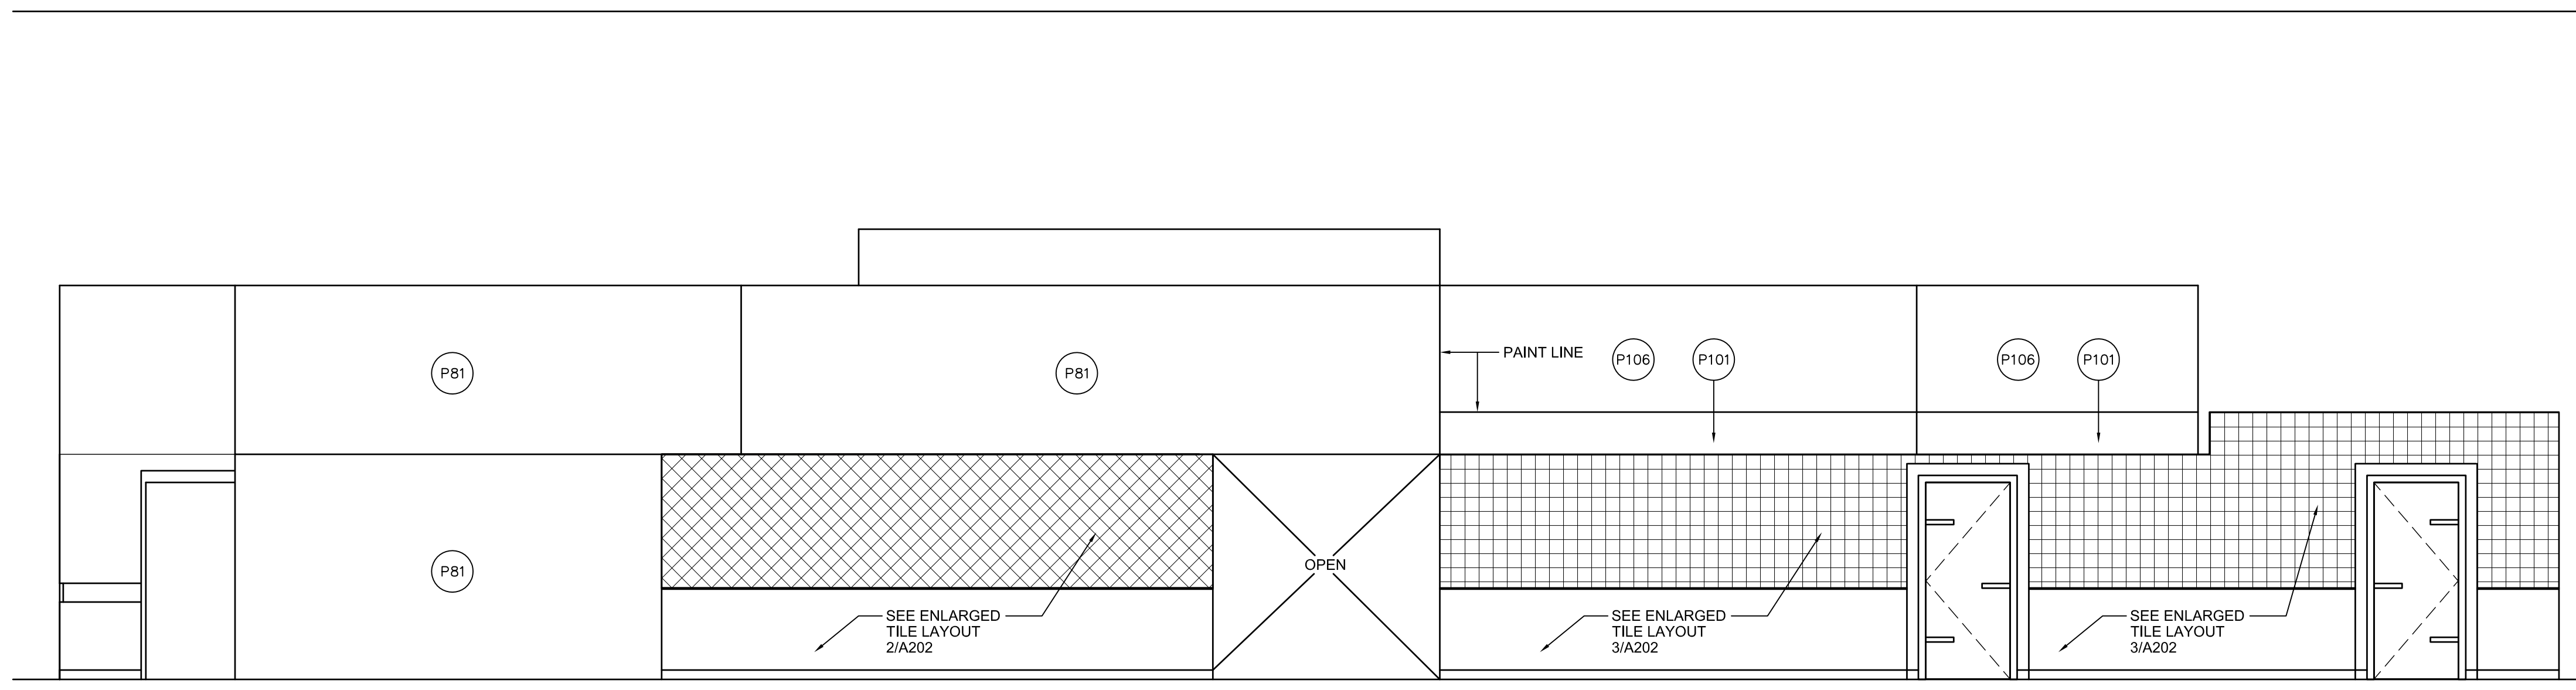 PAINT LINE
P106
P101
P106
P101
P81
P81
P81
OPEN
SEE ENLARGED
TILE LAYOUT
2/A202
SEE ENLARGED
TILE LAYOUT
3/A202
SEE ENLARGED
TILE LAYOUT
3/A202